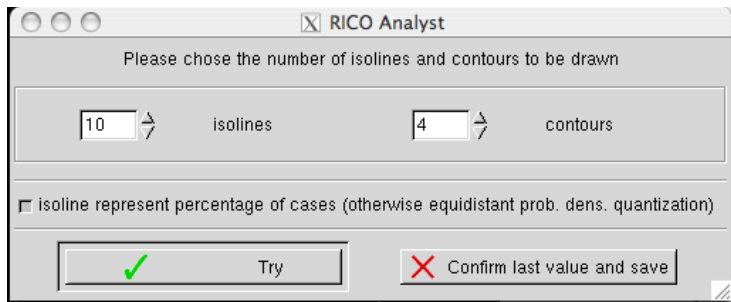 RICO Analyst
Please chose the number of isolines and contours to be drawn
10 isolines 4 contours
isoline represent percentage of cases (otherwise equidistant prob. dens. quantization)
Try Confirm last value and save